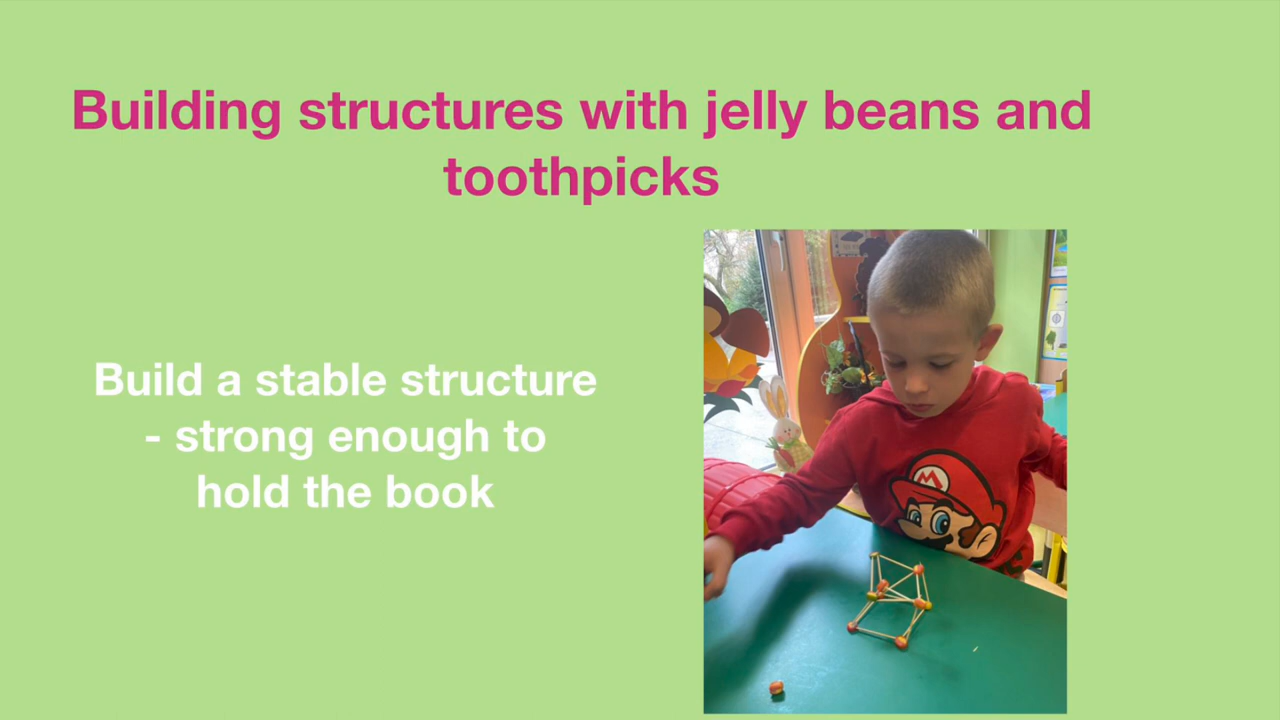 Building structures with jelly beans and
toothpicks
Build a stable structure
- strong enough to
hold the book
M